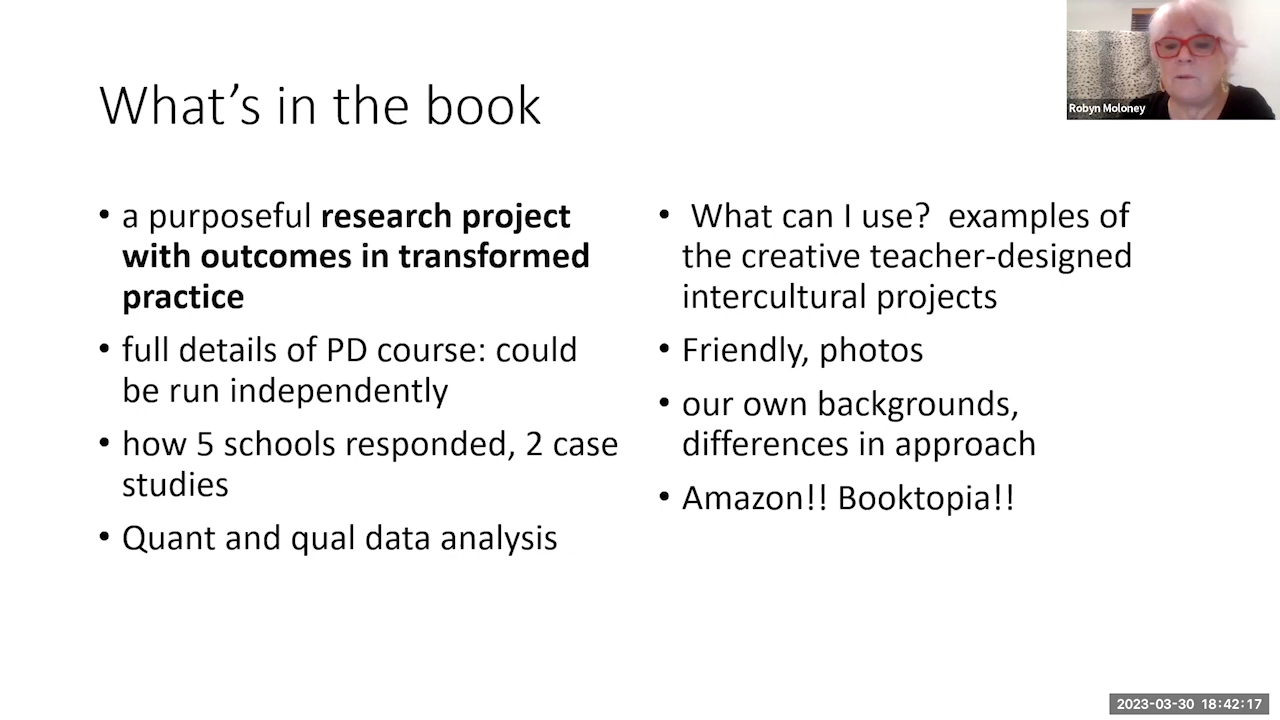 What's in the book
• a purposeful research project
with outcomes in transformed
practice
• full details of PD course: could
be run independently
• how 5 schools responded, 2 case
studies
• Quant and qual data analysis
• What can I use?  examples of
the creative teacher-designed
intercultural projects
• Friendly, photos
• our own backgrounds,
differences in approach
• Amazon!! Booktopia!!
Robyn Moloney
2023-03-30 18:42:17